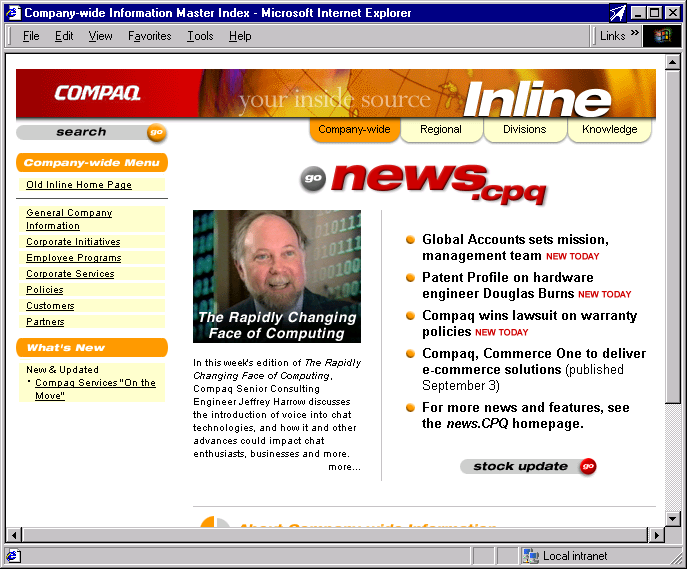 Company-wide Information Master Index - Microsoft Internet Explorer
File Edit View Favorites Tools Help
Links »
COMPAQ
your inside source
Inline
search go
Company-wide Regional Divisions Knowledge
Company-wide Menu
Old Inline Home Page
General Company
Information
Corporate Initiatives
Employee Programs
Corporate Services
Policies
Customers
Partners
What's New
New & Updated
• Compaq Services "On the
Move"
go news.cpq
The Rapidly Changing
Face of Computing
In this week's edition of The Rapidly
Changing Face of Computing,
Compaq Senior Consulting
Engineer Jeffrey Harrow discusses
the introduction of voice into chat
technologies, and how it and other
advances could impact chat
enthusiasts, businesses and more.
more...
Global Accounts sets mission,
management team NEW TODAY
Patent Profile on hardware
engineer Douglas Burns NEW TODAY
Compaq wins lawsuit on warranty
policies NEW TODAY
Compaq, Commerce One to deliver
e-commerce solutions (published
September 3)
For more news and features, see
the news.CPQ homepage.
stock update go
About Company-wide Information
Local intranet